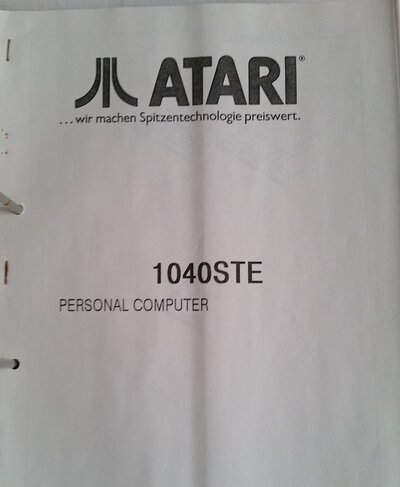 ATARI®
...wir machen Spitzentechnologie preiswert.
1040STE
PERSONAL COMPUTER